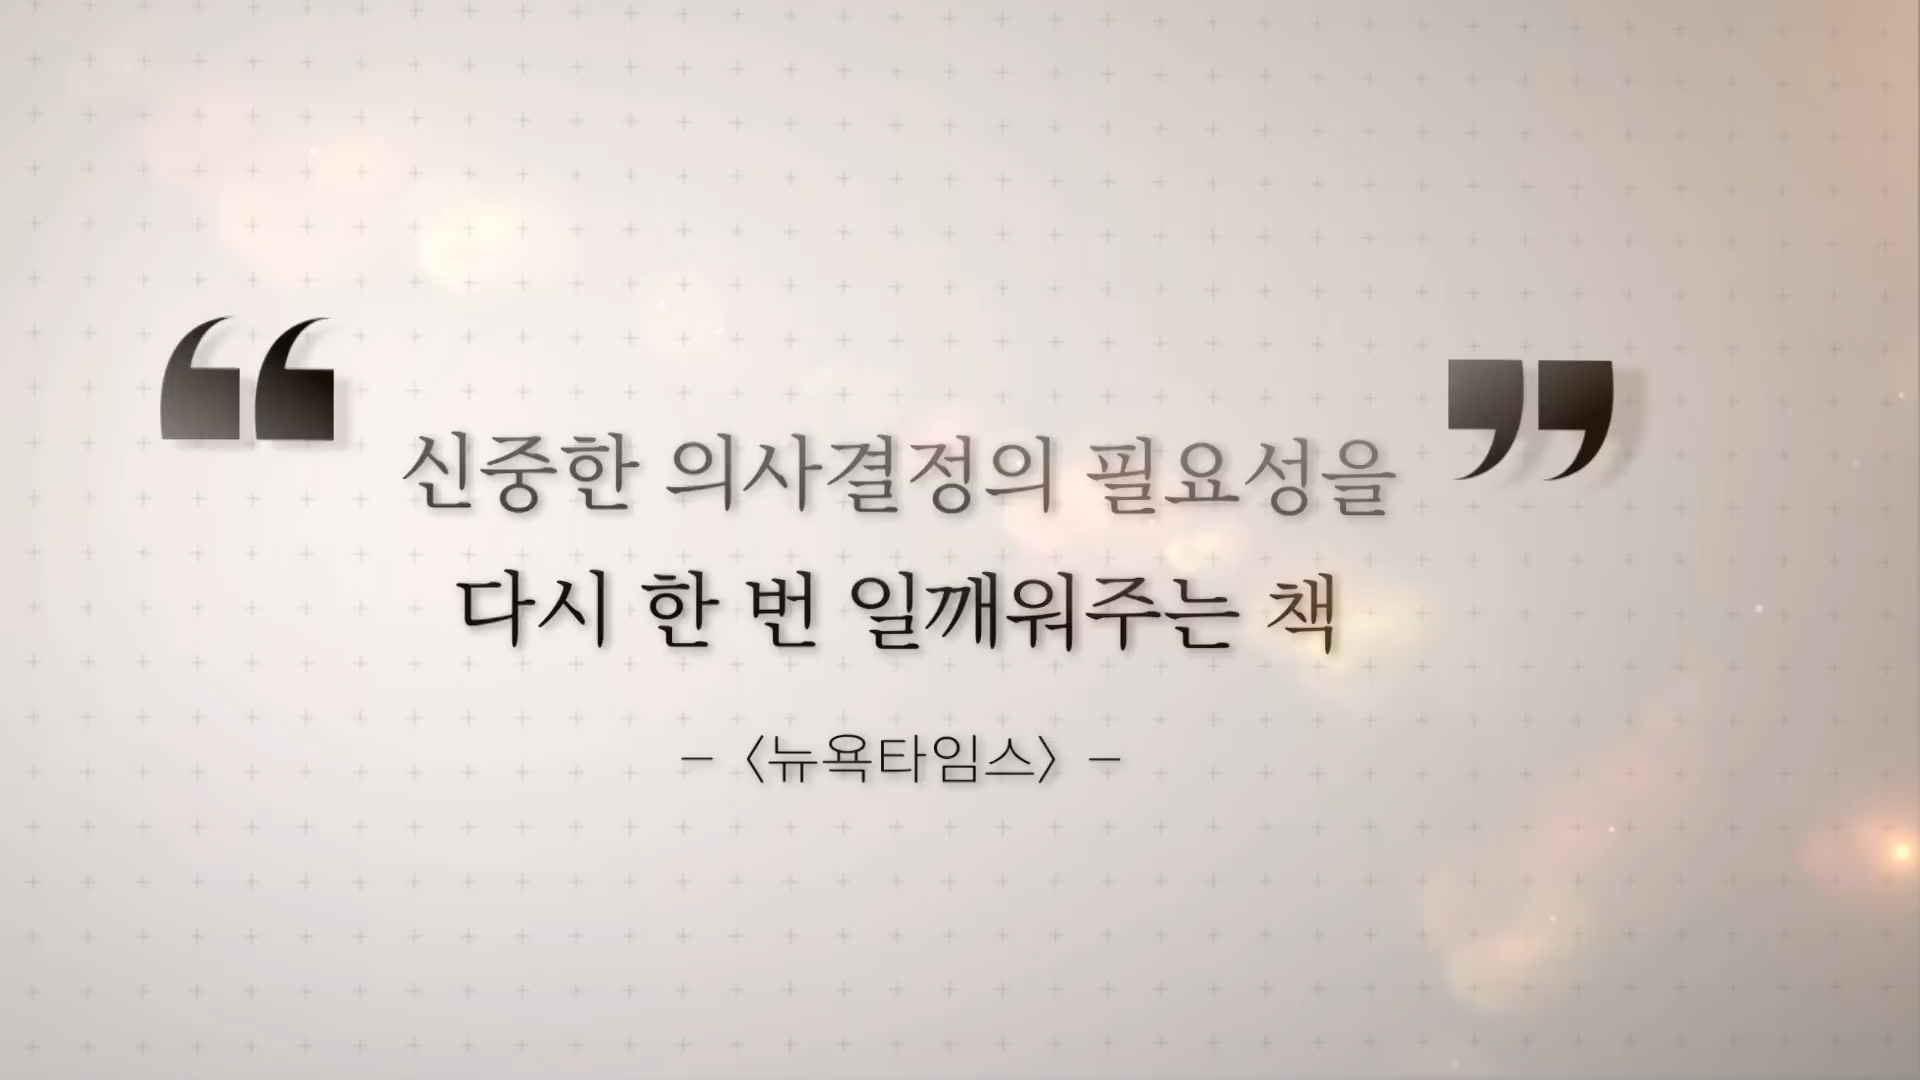 “ 신중한 의사결정의 필요성을 ”
다시 한 번 일깨워주는 책
– 〈뉴욕타임스〉 –